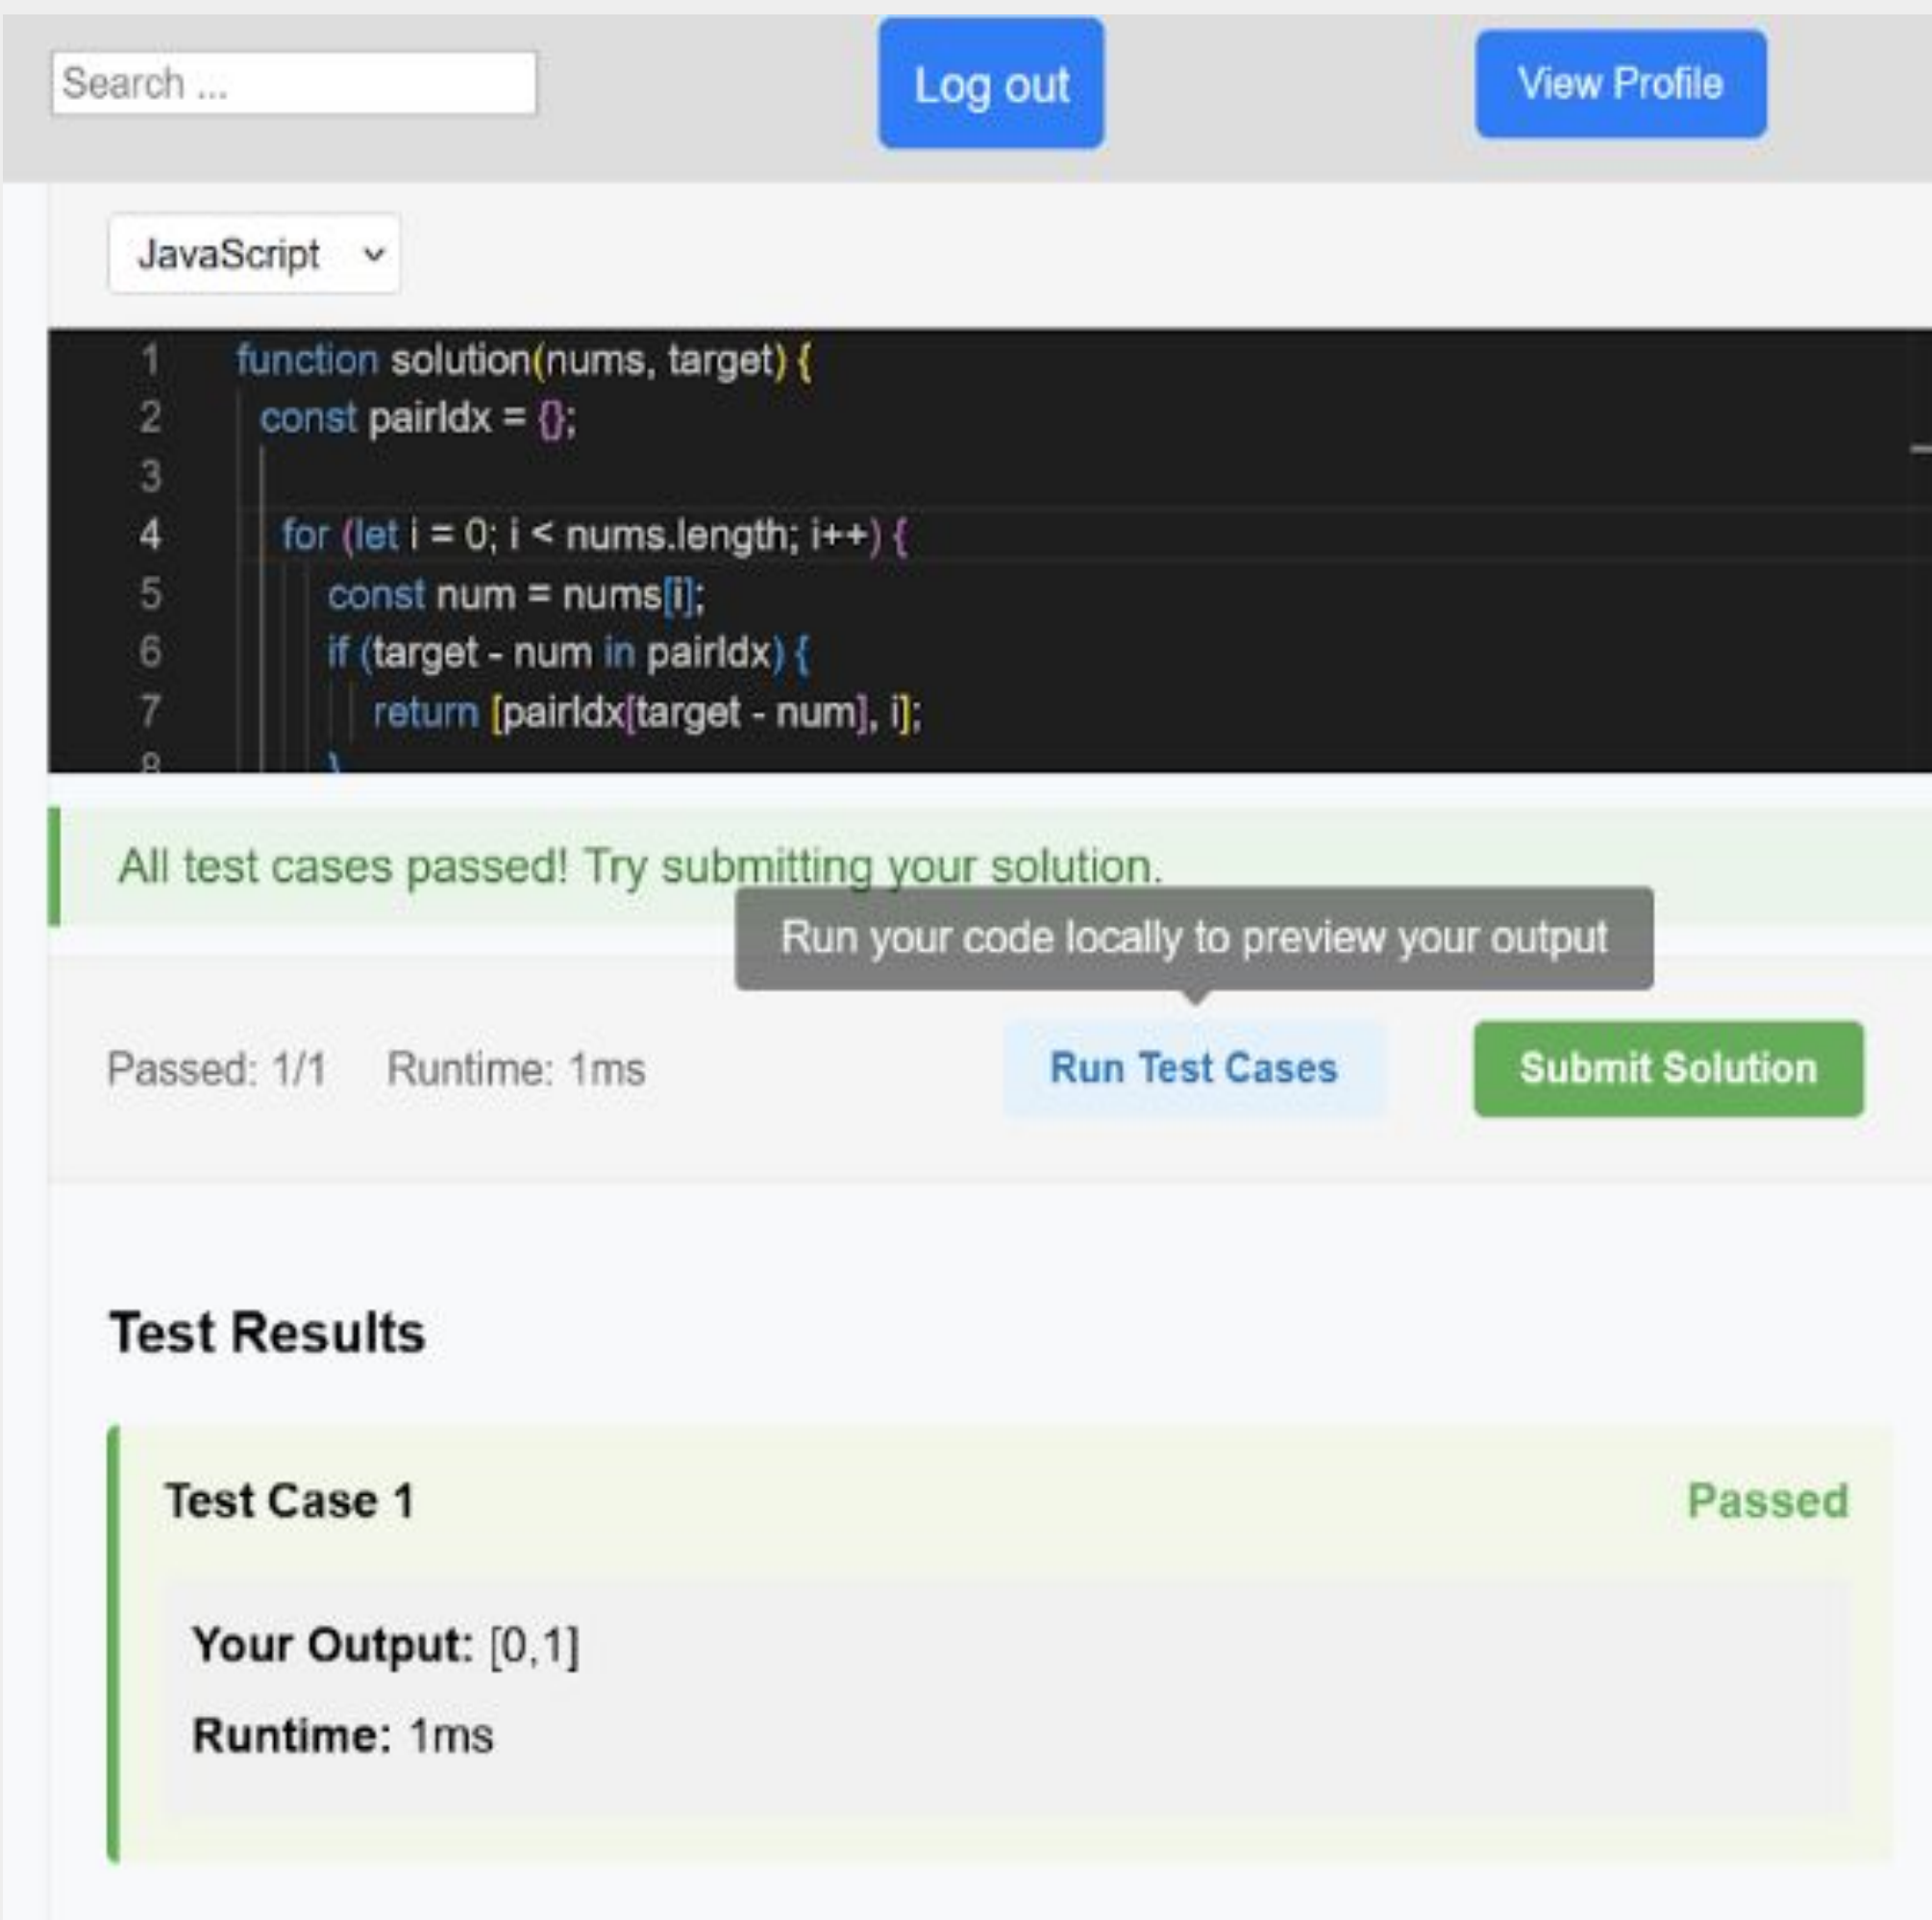 Search ...
Log out
View Profile
JavaScript
1 function solution(nums, target) {
2 const pairIdx = {};
3
4 for (let i = 0; i < nums.length; i++) {
5 const num = nums[i];
6 if (target - num in pairIdx) {
7 return [pairIdx[target - num], i];
8 }
All test cases passed! Try submitting your solution.
Run your code locally to preview your output
Passed: 1/1 Runtime: 1ms
Run Test Cases
Submit Solution
Test Results
Test Case 1
Passed
Your Output: [0,1]
Runtime: 1ms